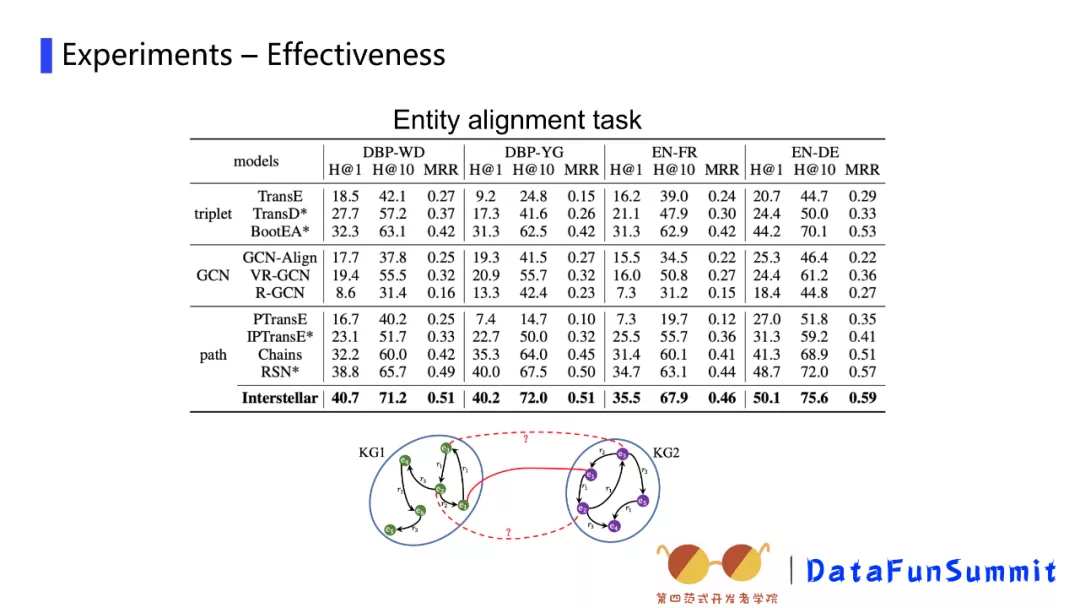 Experiments – Effectiveness
Entity alignment task
models DBP-WD DBP-YG EN-FR EN-DE
H@1 H@10 MRR H@1 H@10 MRR H@1 H@10 MRR H@1 H@10 MRR
triplet
TransE 18.5 42.1 0.27 9.2 24.8 0.15 16.2 39.0 0.24 20.7 44.7 0.29
TransD* 27.7 57.2 0.37 17.3 41.6 0.26 21.1 47.9 0.30 24.4 50.0 0.33
BootEA* 32.3 63.1 0.42 31.3 62.5 0.42 31.3 62.9 0.42 44.2 70.1 0.53
GCN
GCN-Align 17.7 37.8 0.25 19.3 41.5 0.27 15.5 34.5 0.22 25.3 46.4 0.22
VR-GCN 19.4 55.5 0.32 20.9 55.7 0.32 16.0 50.8 0.27 24.4 61.2 0.36
R-GCN 8.6 31.4 0.16 13.3 42.4 0.23 7.3 31.2 0.15 18.4 44.8 0.27
path
PTransE 16.7 40.2 0.25 7.4 14.7 0.10 7.3 19.7 0.12 27.0 51.8 0.35
IPTransE* 23.1 51.7 0.33 22.7 50.0 0.32 25.5 55.7 0.36 31.3 59.2 0.41
Chains 32.2 60.0 0.42 35.3 64.0 0.45 31.4 60.1 0.41 41.3 68.9 0.51
RSN* 38.8 65.7 0.49 40.0 67.5 0.50 34.7 63.1 0.44 48.7 72.0 0.57
Interstellar 40.7 71.2 0.51 40.2 72.0 0.51 35.5 67.9 0.46 50.1 75.6 0.59
KG1
?
KG2
?
第四范式开发者学院
DataFunSummit